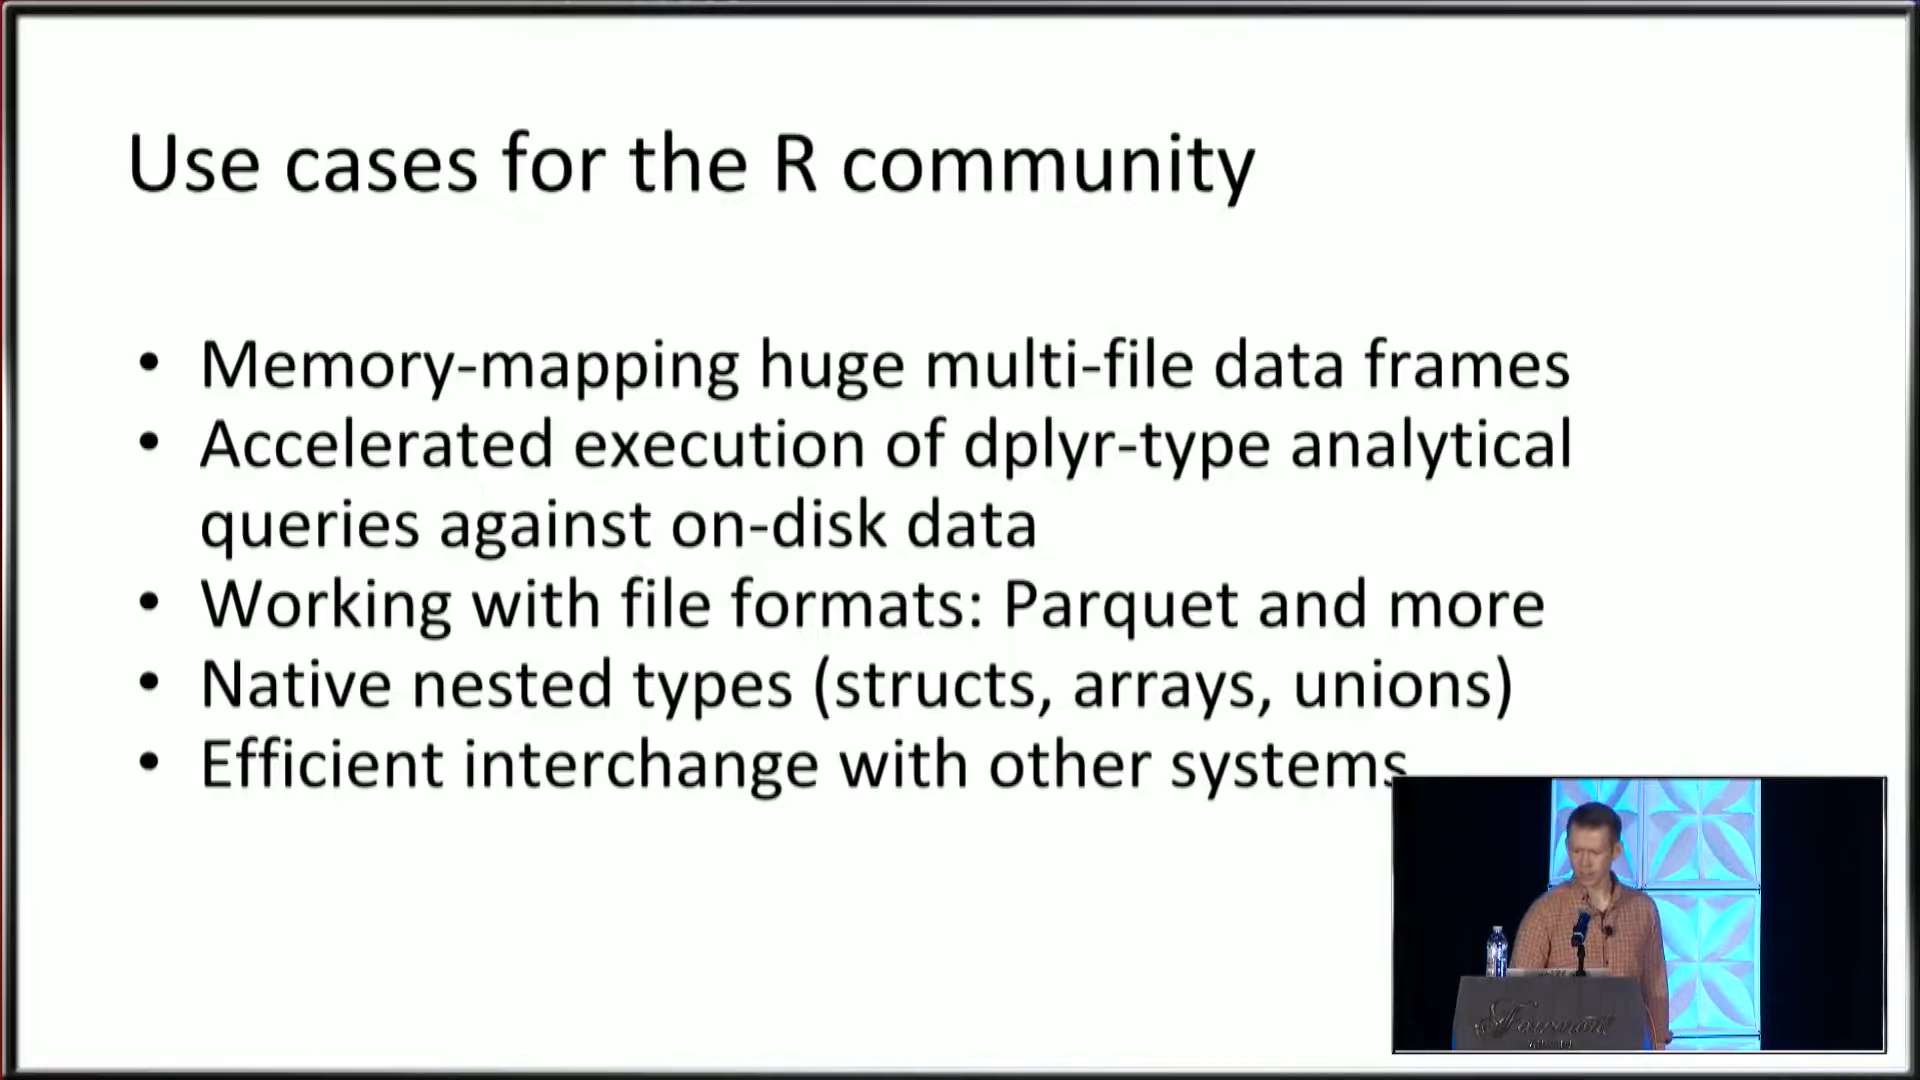 Use cases for the R community
• Memory-mapping huge multi-file data frames
• Accelerated execution of dplyr-type analytical
queries against on-disk data
• Working with file formats: Parquet and more
• Native nested types (structs, arrays, unions)
• Efficient interchange with other systems
Fairmont